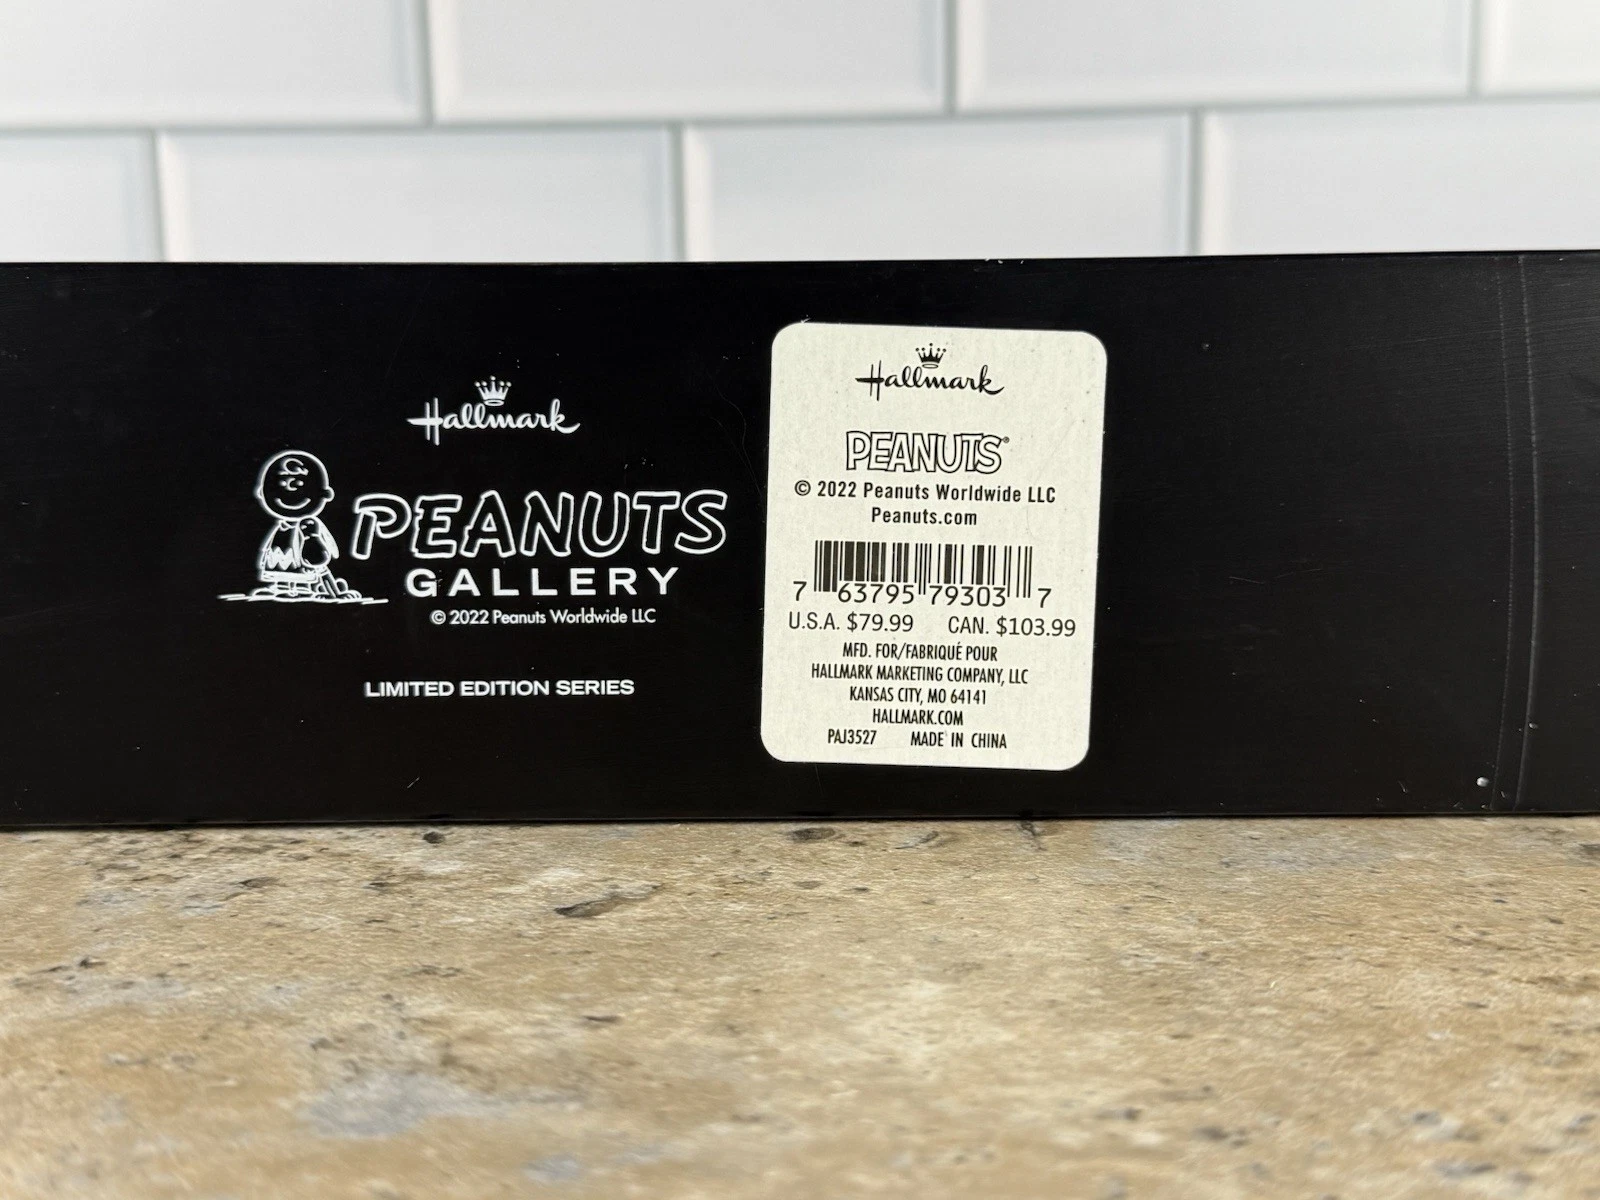 Hallmark
PEANUTS
GALLERY
© 2022 Peanuts Worldwide LLC
LIMITED EDITION SERIES
Hallmark
PEANUTS®
© 2022 Peanuts Worldwide LLC
Peanuts.com
7 63795 79303 7
U.S.A. $79.99 CAN. $103.99
MFD. FOR/FABRIQUÉ POUR
HALLMARK MARKETING COMPANY, LLC
KANSAS CITY, MO 64141
HALLMARK.COM
PAJ3527 MADE IN CHINA